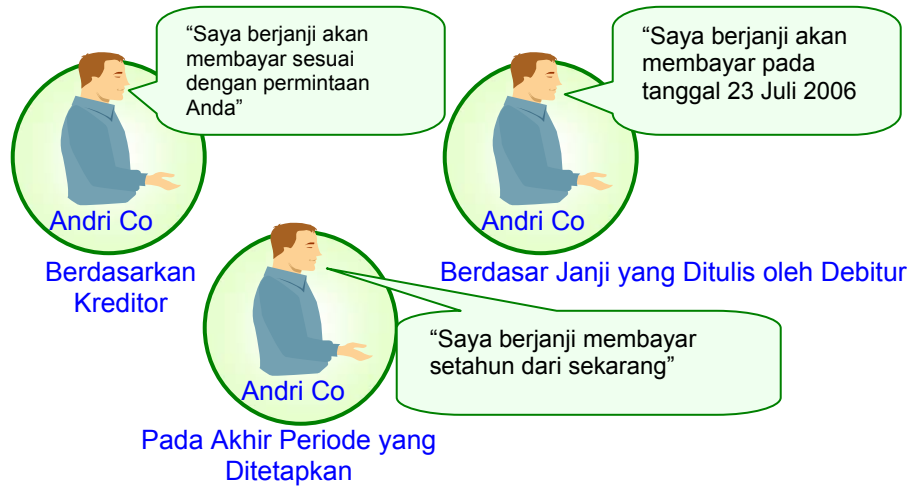 “Saya berjanji akan
membayar sesuai
dengan permintaan
Anda”
Andri Co
Berdasarkan
Kreditor
“Saya berjanji akan
membayar pada
tanggal 23 Juli 2006
Andri Co
Berdasar Janji yang Ditulis oleh Debitur
“Saya berjanji membayar
setahun dari sekarang”
Andri Co
Pada Akhir Periode yang
Ditetapkan